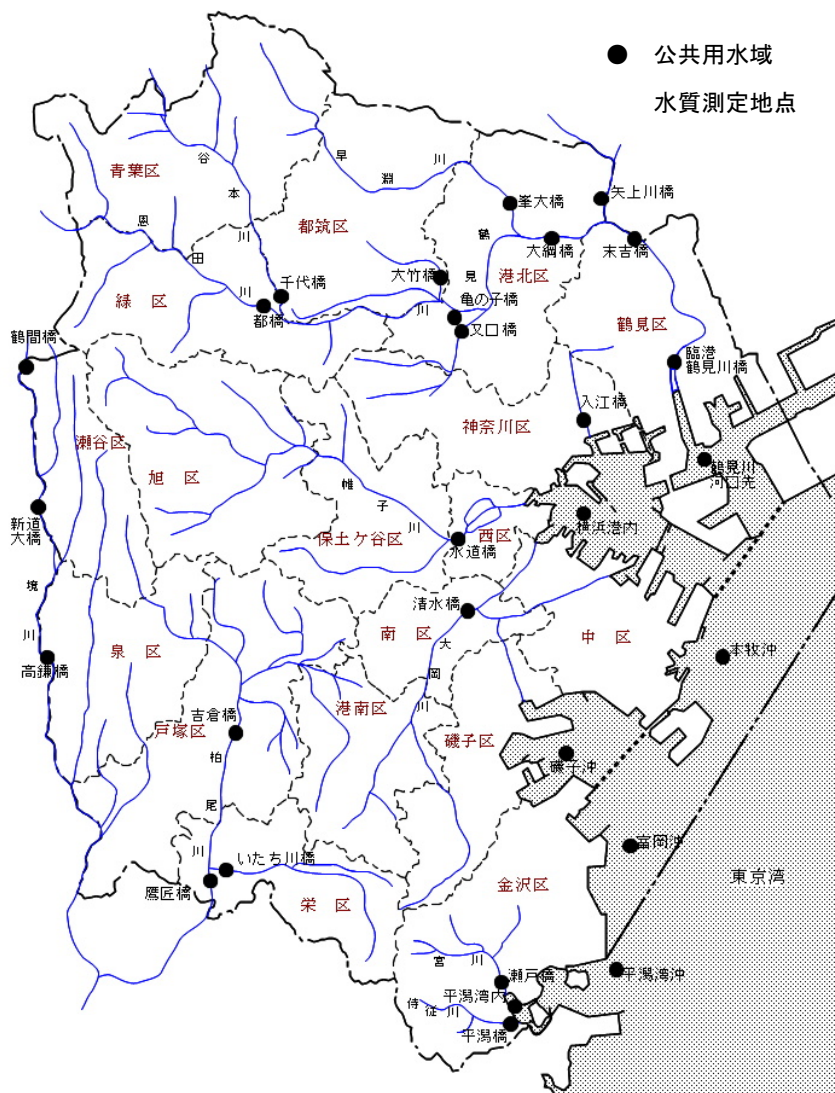 公共用水域
水質測定地点
青葉区
谷
本
川
早
淵
川
恩
田
川
都筑区
峯大橋
矢上川橋
鶴
見
川
大綱橋
末吉橋
港北区
大竹橋
千代橋
都橋
亀の子橋
又口橋
緑 区
鶴見区
鶴間橋
臨港
鶴見川橋
入江橋
神奈川区
瀬谷区
旭 区
鶴見川
河口先
帷
子
川
新道
大橋
保土ケ谷区
西区
横浜港内
水道橋
境
川
清水橋
南 区
大
岡
川
中 区
泉 区
高鎌橋
本牧沖
港南区
吉倉橋
戸塚区
磯子区
磯子沖
柏
尾
川
富岡沖
いたち川橋
鷹匠橋
栄 区
金沢区
東京湾
宮
川
瀬戸橋
平潟湾沖
平潟湾内
侍
従
川
平潟橋